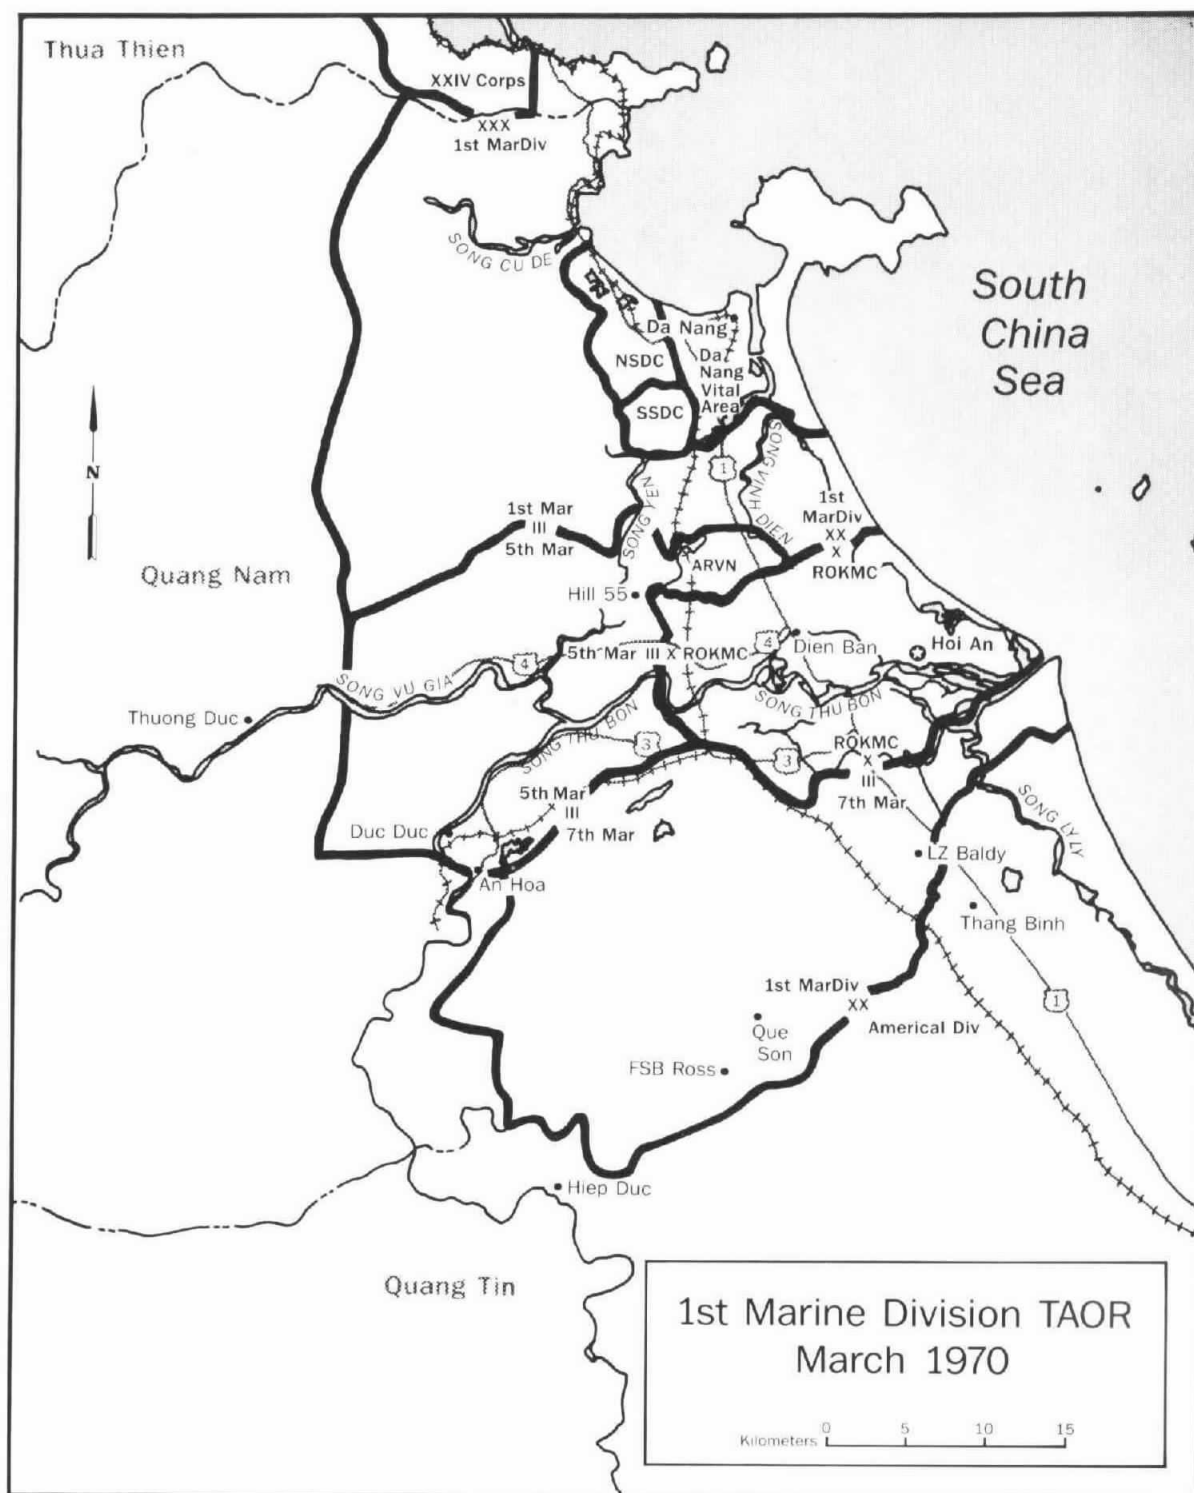 Thua Thien
XXIV Corps
XXX
1st MarDiv
SONG CU DE
South
China
Sea
Da Nang
NSDC
Da
Nang
Vital
Area
SSDC
N
1
SONG VINH DIEN
SONG YEN
1st Mar
III
5th Mar
1st
MarDiv
XX
X
ROKMC
ARVN
Quang Nam
Hill 55
4
5th Mar III X ROKMC
4
Dien Ban
Hoi An
SONG VU GIA
Thuong Duc
SONG THU BON
SONG THU BON
3
3
ROKMC
X
III
7th Mar
5th Mar
III
7th Mar
SONG LY LY
Duc Duc
An Hoa
LZ Baldy
Thang Binh
1st MarDiv
XX
Americal Div
1
Que
Son
FSB Ross
Hiep Duc
Quang Tin
1st Marine Division TAOR
March 1970
Kilometers 0 5 10 15